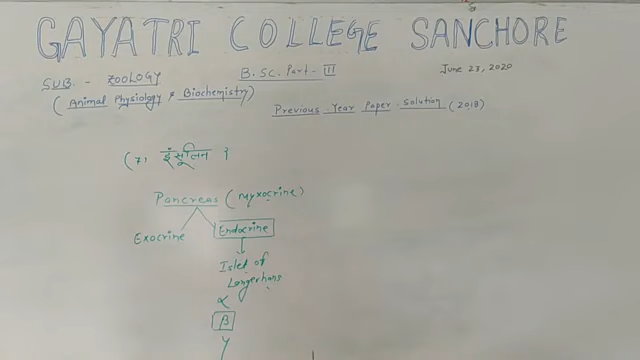 GAYATRI COLLEGE SANCHORE
SUB. - ZOOLOGY B.SC. Part - III June 23, 2020
(Animal Physiology & Biochemistry)
Previous Year Paper Solution (2018)
(7) इंसूलिन ?
Pancreas (Myxocrine)
Exocrine Endocrine
Islet of
Langerhans
α
β
γ